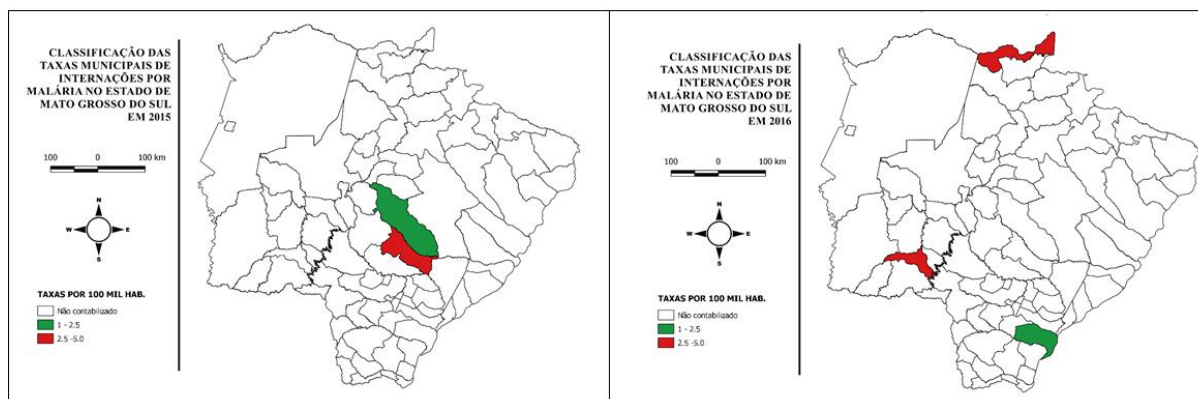 CLASSIFICAÇÃO DAS
TAXAS MUNICIPAIS DE
INTERNAÇÕES POR
MALÁRIA NO ESTADO DE
MATO GROSSO DO SUL
EM 2015
100 0 100 km
N
W E
S
TAXAS POR 100 MIL HAB.
Não contabilizado
1 - 2.5
2.5 -5.0
CLASSIFICAÇÃO DAS
TAXAS MUNICIPAIS DE
INTERNAÇÕES POR
MALÁRIA NO ESTADO DE
MATO GROSSO DO SUL
EM 2016
100 0 100 km
N
W E
S
TAXAS POR 100 MIL HAB.
Não contabilizado
1 - 2.5
2.5 -5.0